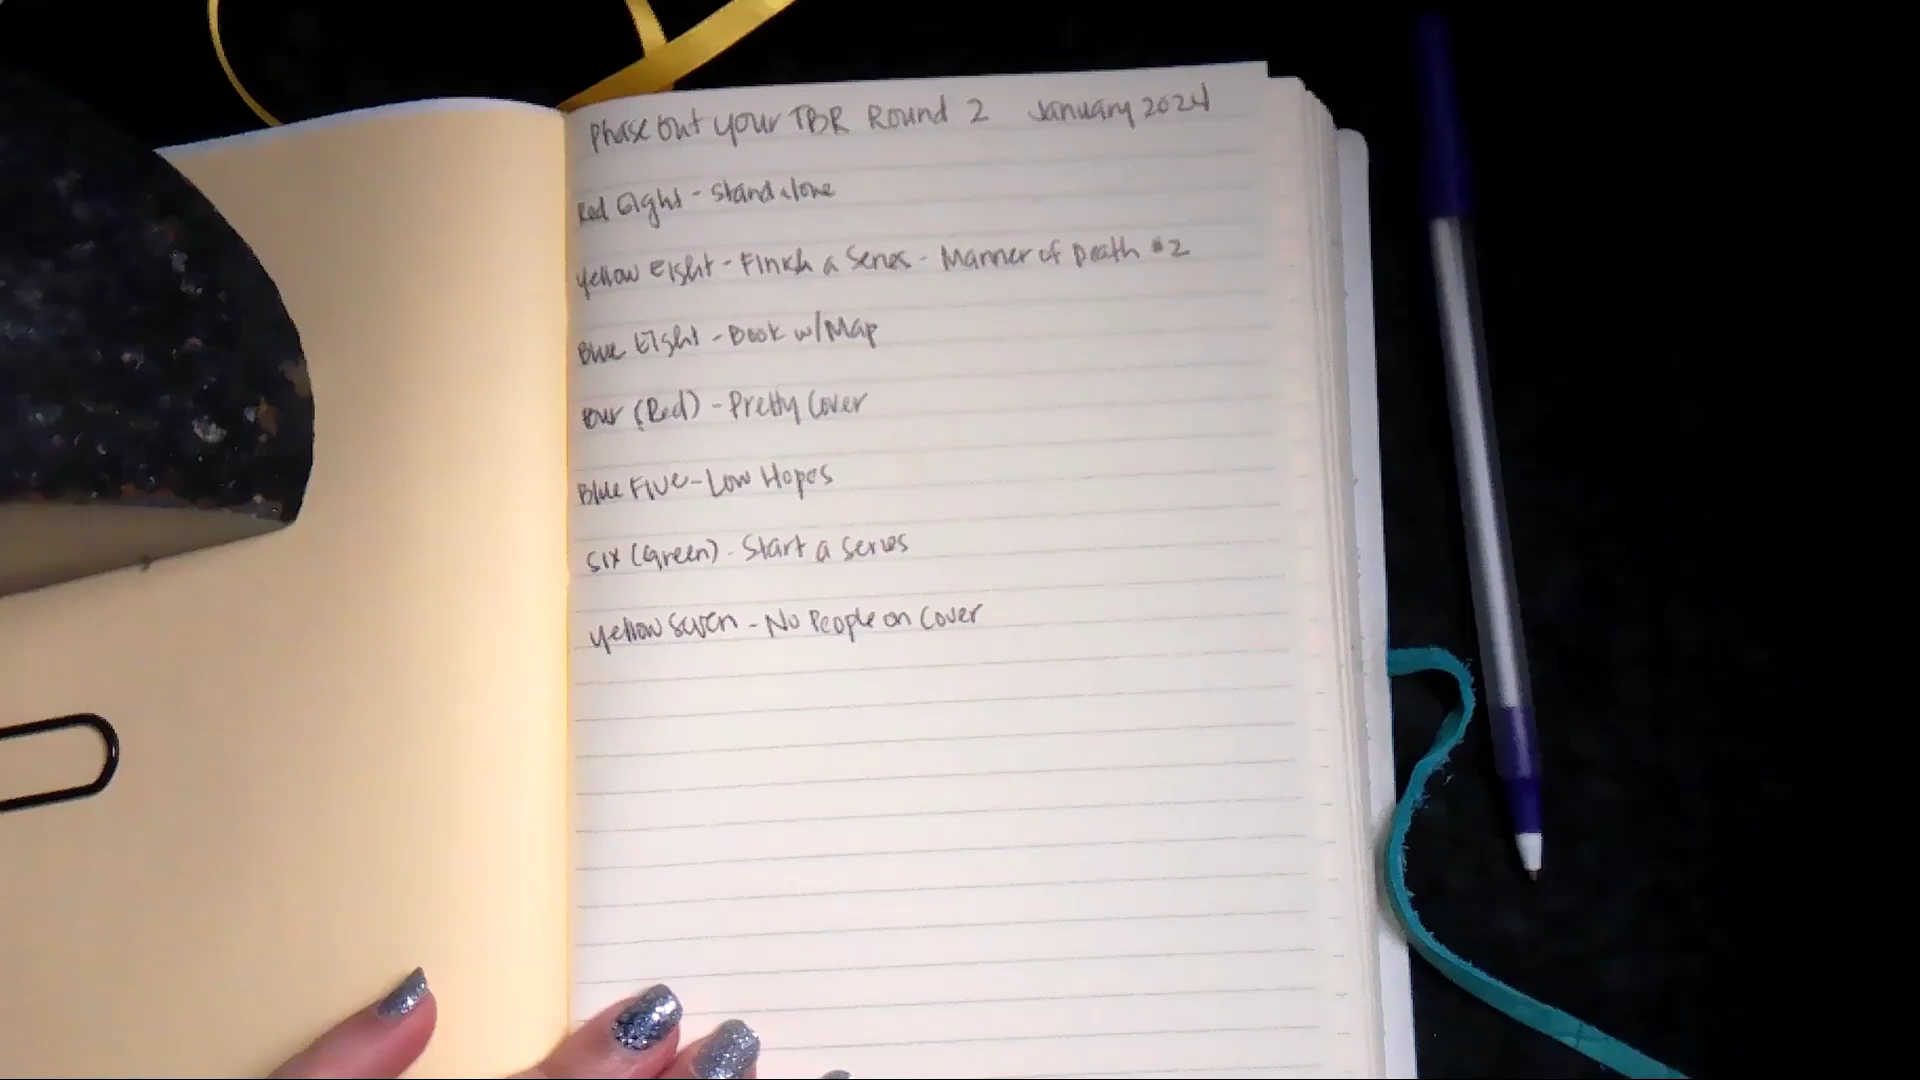 Phase Out your TBR Round 2 January 2024
Red Eight - Standalone
Yellow Eight - Finish a Series - Manner of Death #2
Blue Eight - Book w/Map
Four (Red) - Pretty Cover
Blue Five - Low Hopes
Six (Green) - Start a Series
Yellow Seven - No People on Cover